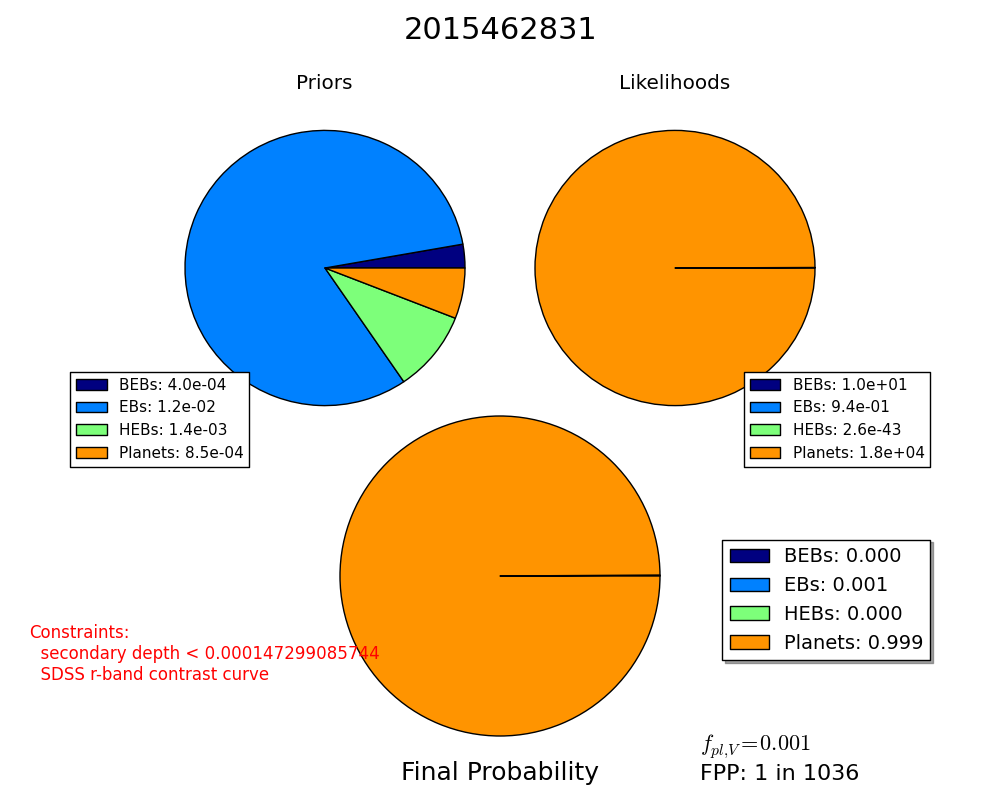 2015462831
Priors
Likelihoods
BEBs: 4.0e-04
EBs: 1.2e-02
HEBs: 1.4e-03
Planets: 8.5e-04
BEBs: 1.0e+01
EBs: 9.4e-01
HEBs: 2.6e-43
Planets: 1.8e+04
BEBs: 0.000
EBs: 0.001
HEBs: 0.000
Planets: 0.999
Constraints:
secondary depth < 0.000147299085744
SDSS r-band contrast curve
f_{pl,V}=0.001
FPP: 1 in 1036
Final Probability